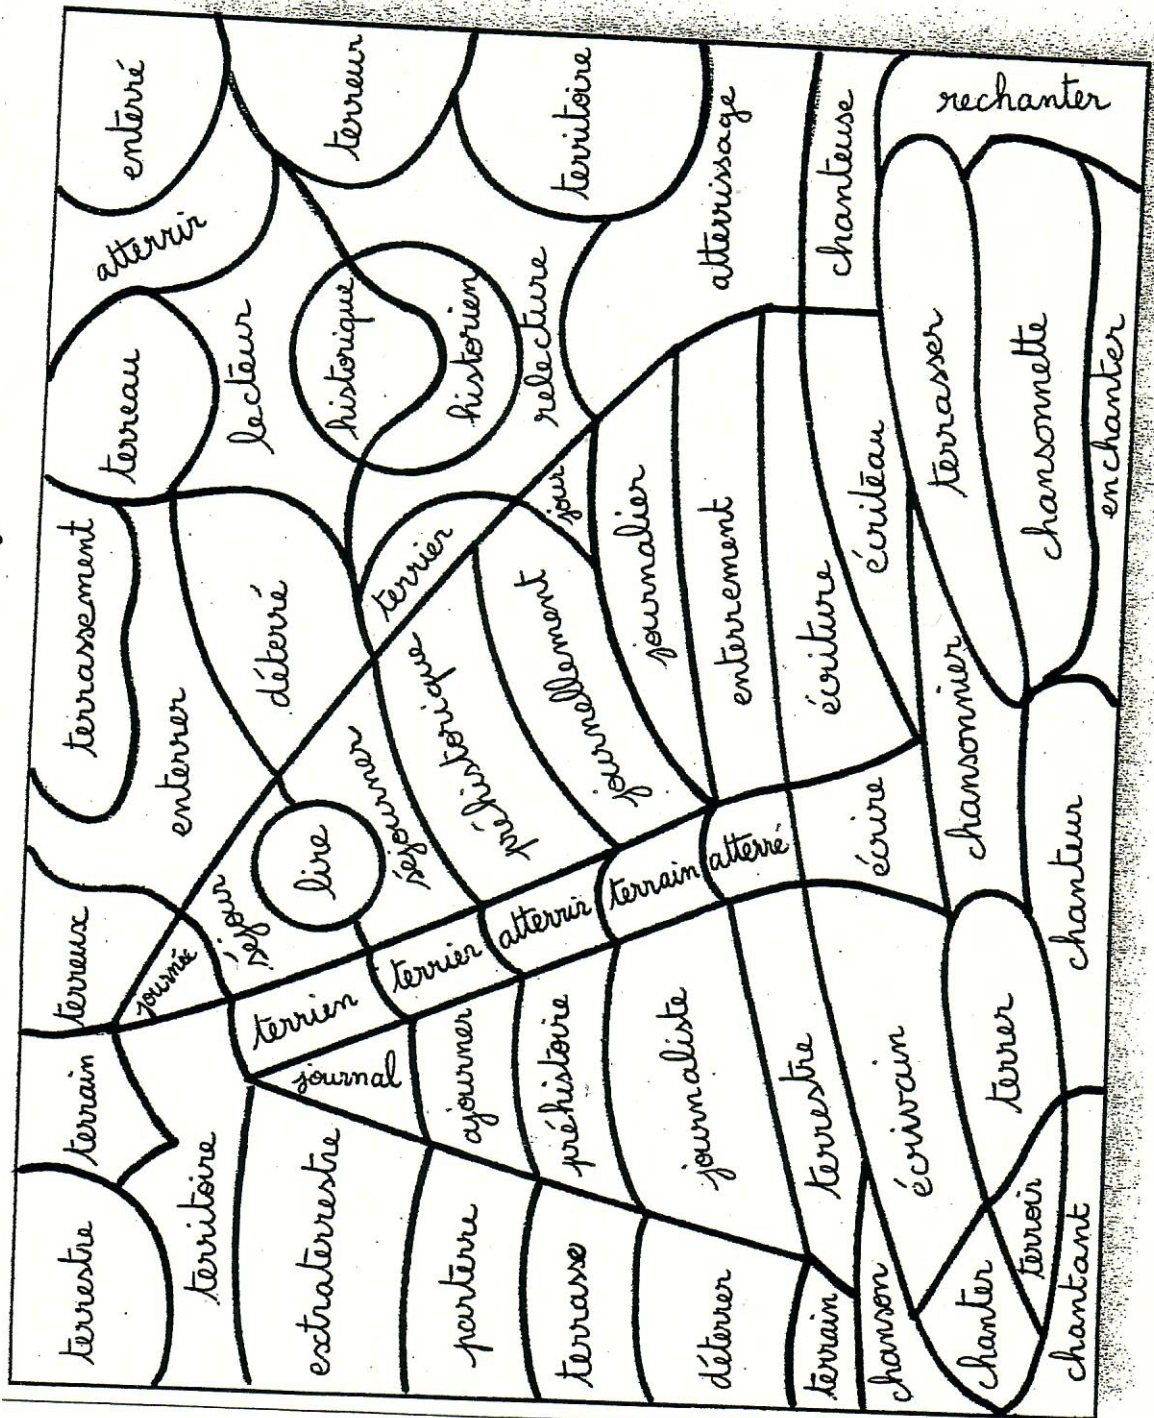 terrestre
terrain
terreux
terrassement
terreau
atterrir
enterré
territoire
journée
séjour
enterrer
lecteur
extraterrestre
terrien
lire
déterré
historique
terreur
parterre
journal
terrier
séjourner
préhistorique
terrier
historien
relecture
territoire
terrasse
ajourner
préhistoire
atterrir
journellement
jour
déterrer
journaliste
terrain
journalier
atterrissage
atterré
enterrement
terrain
terrestre
écriture
chanteuse
chanson
écrivain
écrire
écriteau
chanter
terrer
chansonnier
terrasser
rechanter
terroir
chanteur
chansonnette
chantant
enchanter